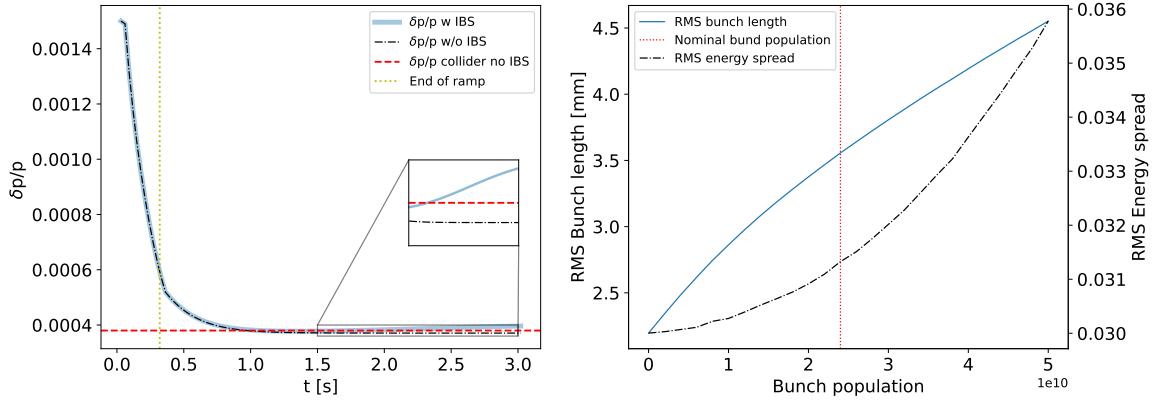 0.0014
0.0012
0.0010
0.0008
0.0006
0.0004
δp/p
0.0
0.5
1.0
1.5
2.0
2.5
3.0
t [s]
δp/p w IBS
δp/p w/o IBS
δp/p collider no IBS
End of ramp
4.5
4.0
3.5
3.0
2.5
RMS Bunch length [mm]
RMS bunch length
Nominal bund population
RMS energy spread
0
1
2
3
4
5
1e10
Bunch population
0.036
0.035
0.034
0.033
0.032
0.031
0.030
RMS Energy spread